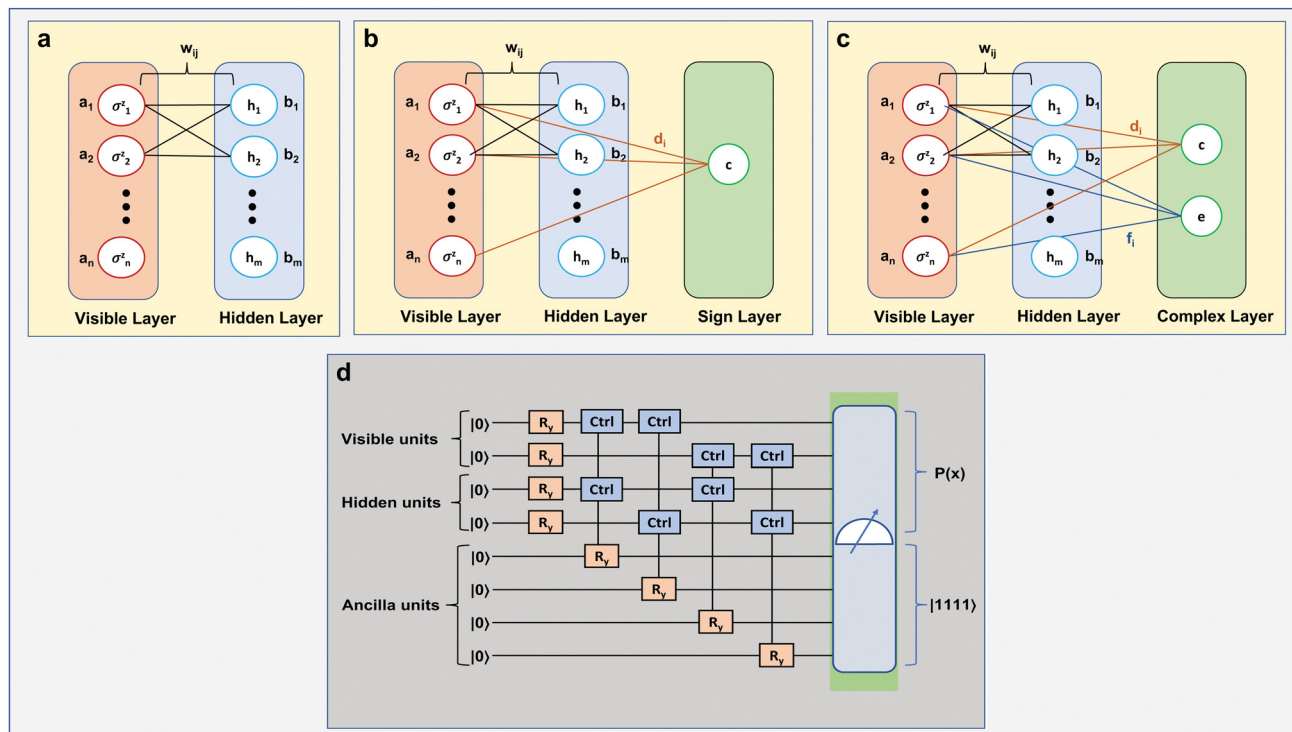 a
w_ij
a_1 σ^z_1 h_1 b_1
a_2 σ^z_2 h_2 b_2
a_n σ^z_n h_m b_m
Visible Layer Hidden Layer
b
w_ij
a_1 σ^z_1 h_1 b_1
d_i
a_2 σ^z_2 h_2 b_2 c
a_n σ^z_n h_m b_m
Visible Layer Hidden Layer Sign Layer
c
w_ij
a_1 σ^z_1 h_1 b_1 d_i
c
a_2 σ^z_2 h_2 b_2
e
f_i
a_n σ^z_n h_m b_m
Visible Layer Hidden Layer Complex Layer
d
Visible units
|0⟩ R_y Ctrl Ctrl
|0⟩ R_y Ctrl Ctrl
Hidden units
|0⟩ R_y Ctrl Ctrl
|0⟩ R_y Ctrl Ctrl
P(x)
Ancilla units
|0⟩ R_y
|0⟩ R_y
|0⟩ R_y
|0⟩ R_y
|1111⟩